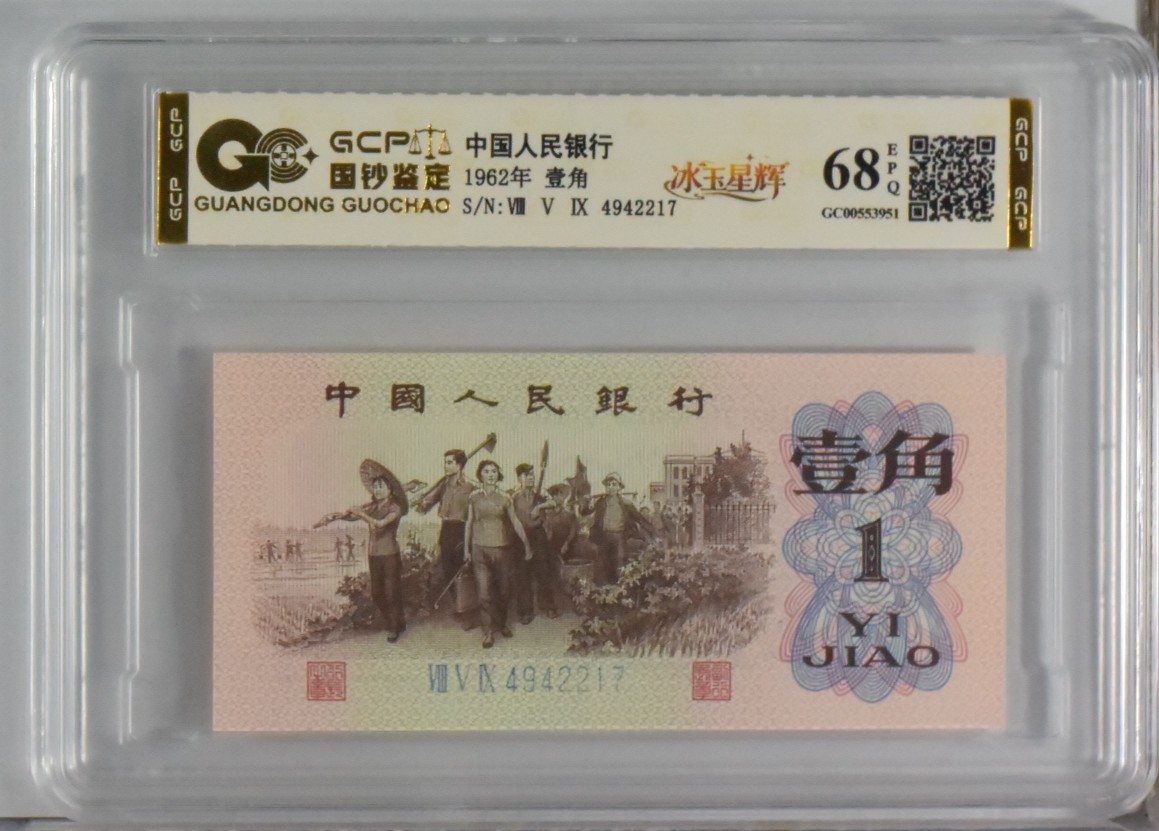 GCP
GCP
GCP
国钞鉴定
GUANGDONG GUOCHAO
中国人民银行
1962年 壹角
S/N:Ⅷ Ⅴ Ⅸ 4942217
冰玉星辉
68
EPQ
GC00553951
GCP
GCP
中國人民銀行
壹角
1
YI
JIAO
Ⅷ Ⅴ Ⅸ 4942217